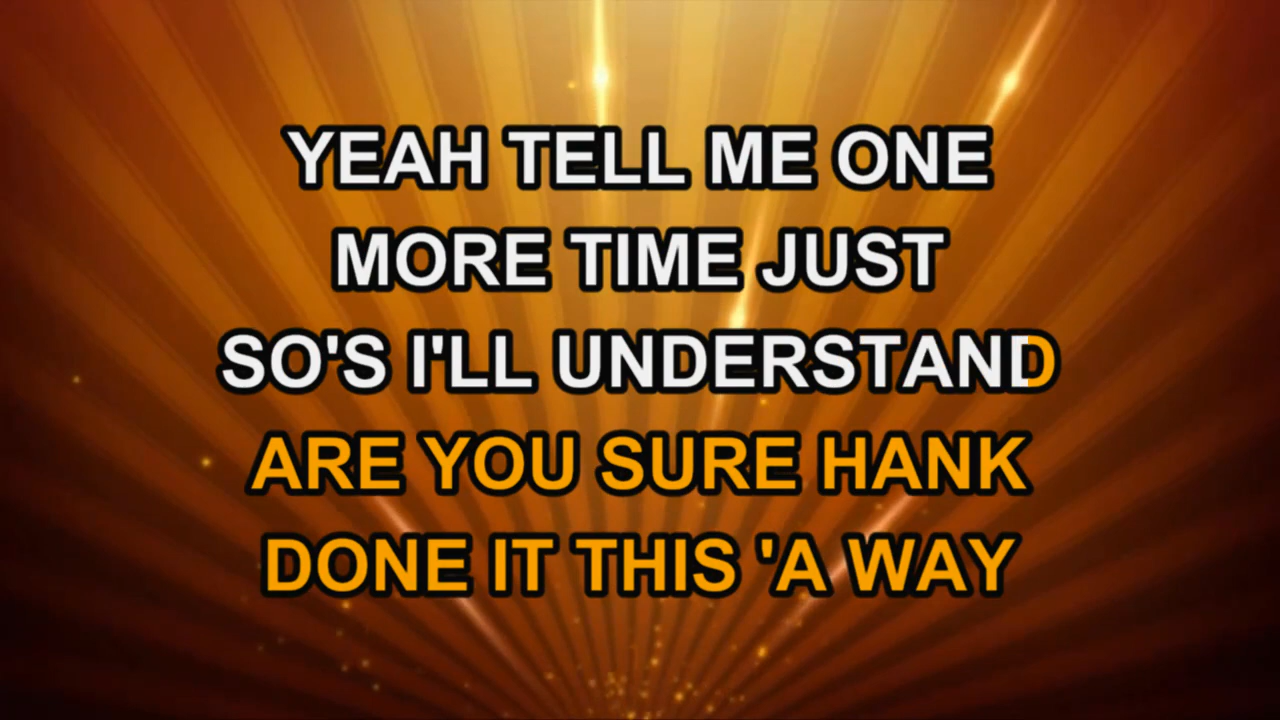 YEAH TELL ME ONE
MORE TIME JUST
SO'S I'LL UNDERSTAND
ARE YOU SURE HANK
DONE IT THIS 'A WAY